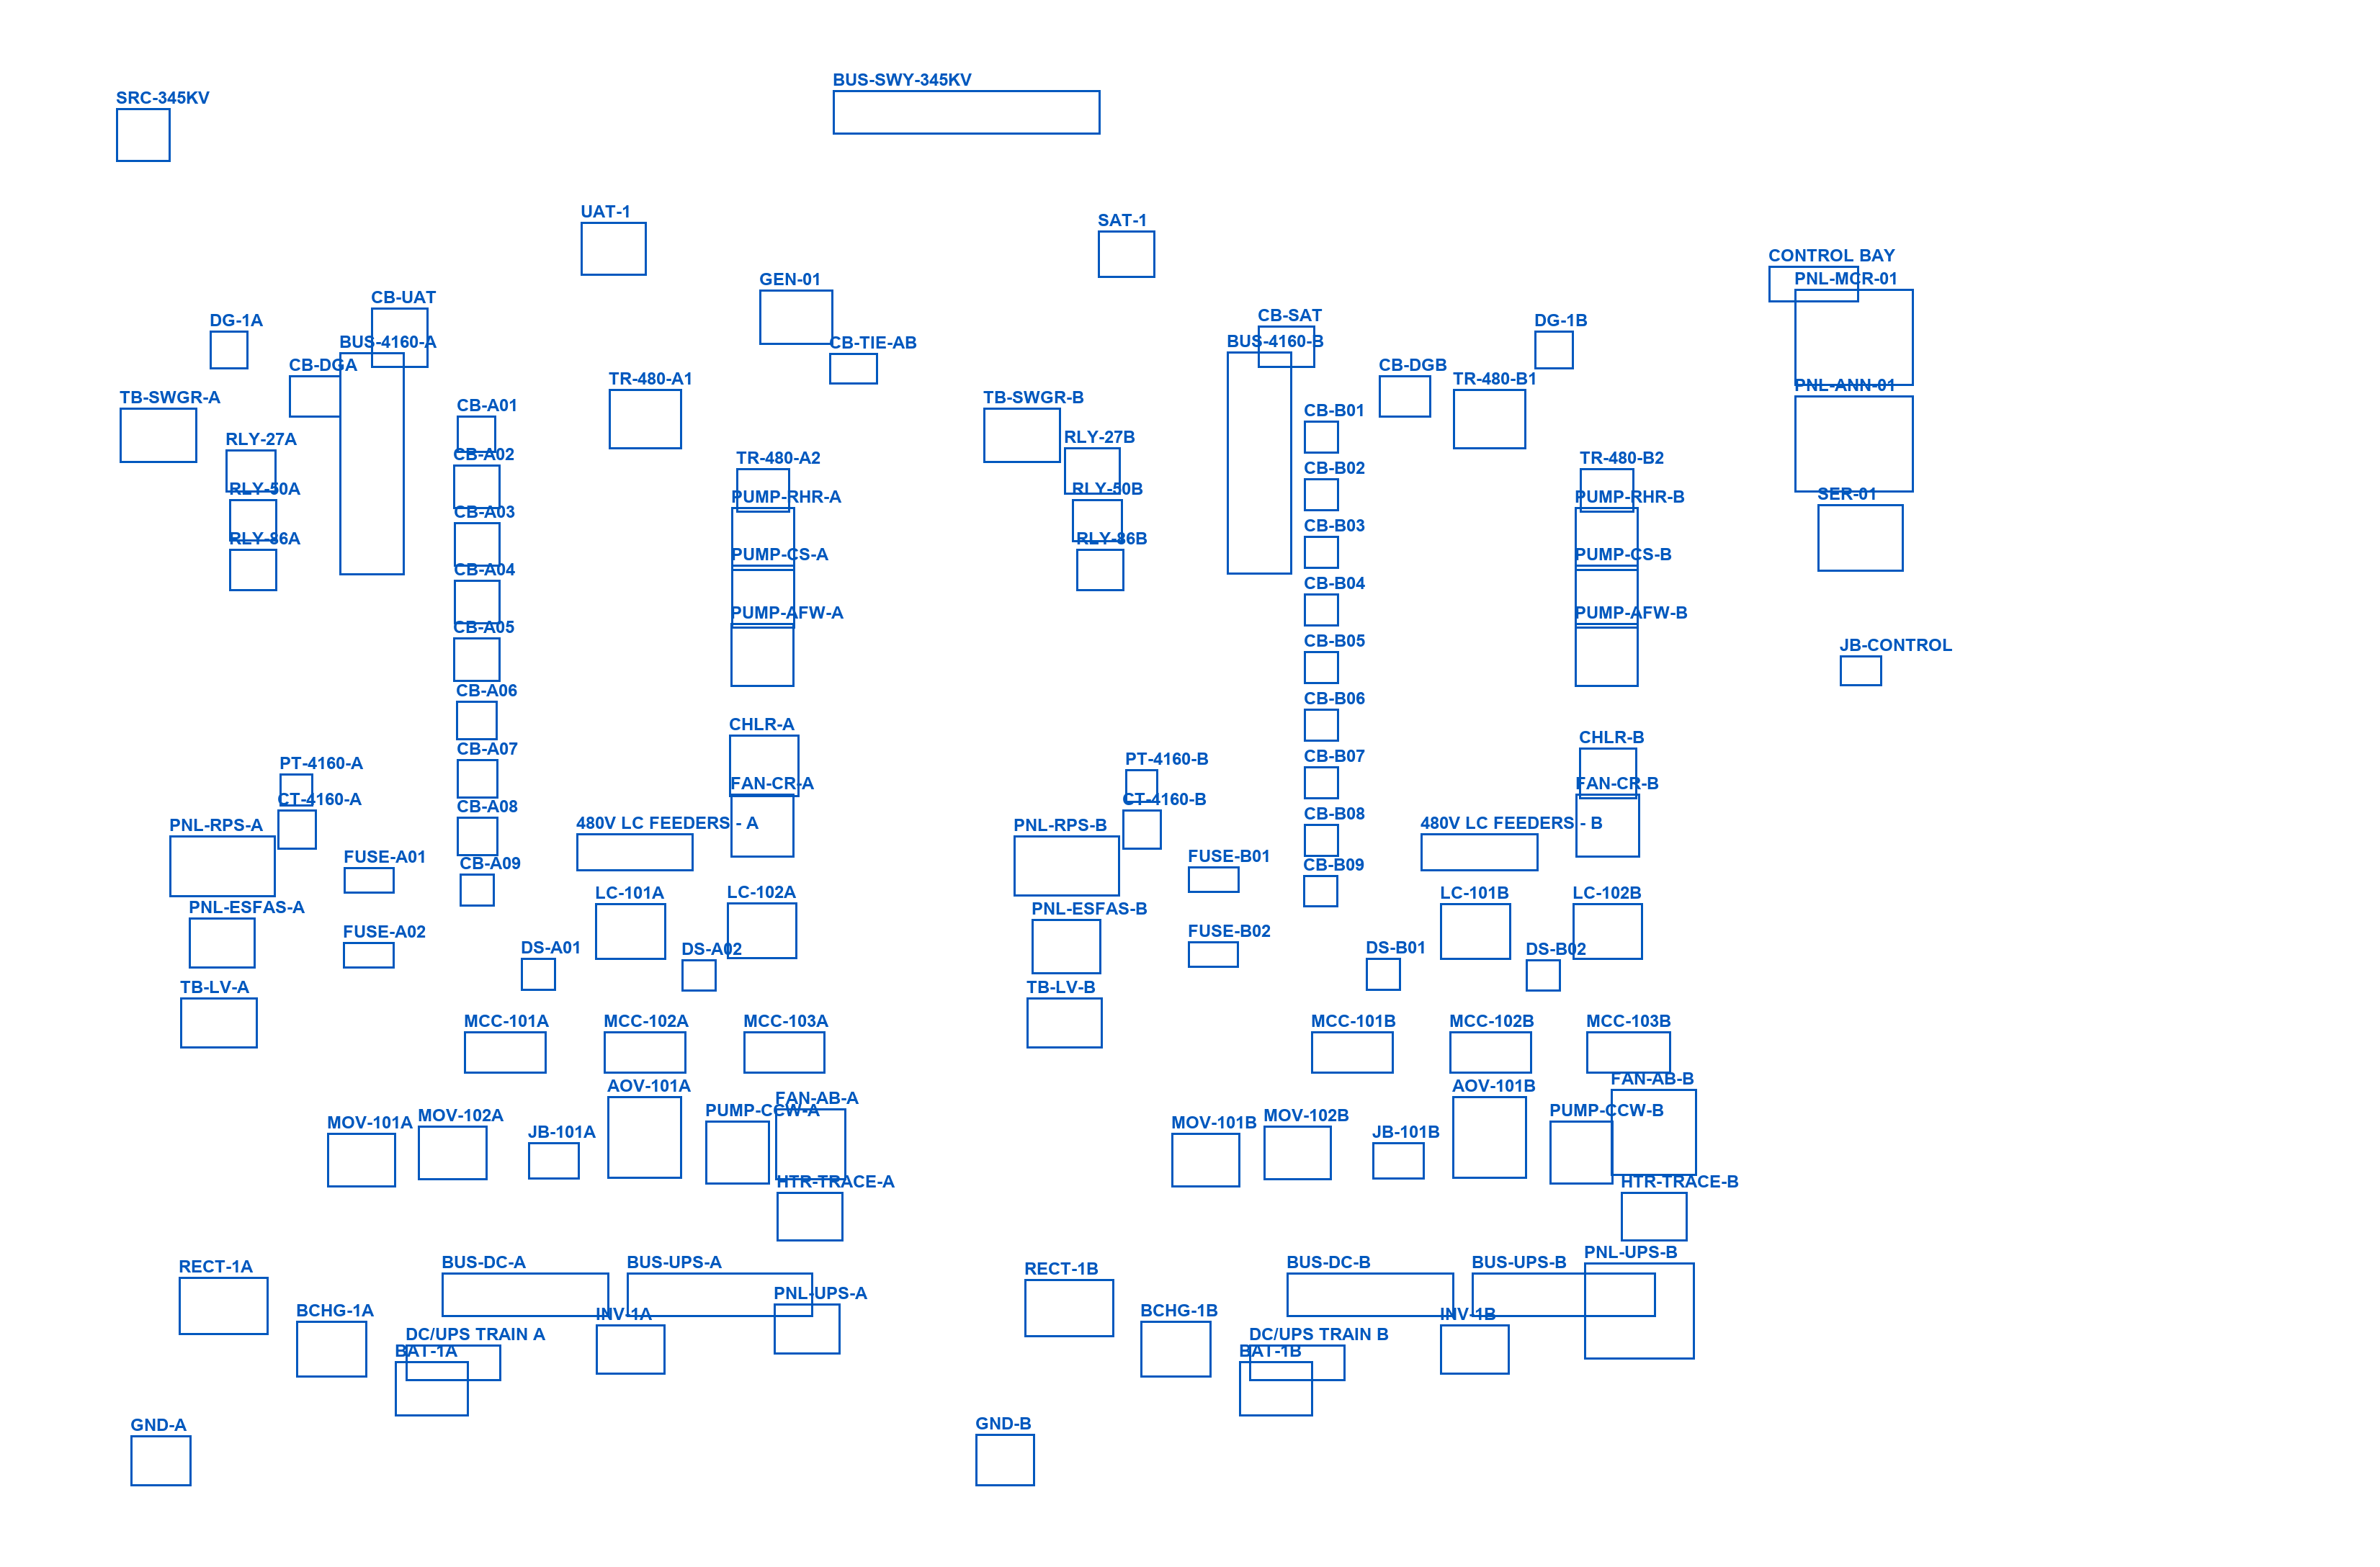 BUS-SWY-345KV
SRC-345KV
UAT-1
SAT-1
CONTROL BAY
GEN-01
PNL-MCR-01
CB-UAT
CB-SAT
DG-1A
DG-1B
BUS-4160-A
CB-TIE-AB
BUS-4160-B
CB-DGA
CB-DGB
TR-480-A1
TR-480-B1
PNL-ANN-01
TB-SWGR-A
TB-SWGR-B
CB-A01
CB-B01
RLY-27A
RLY-27B
CB-A02
TR-480-A2
CB-B02
TR-480-B2
RLY-50A
RLY-50B
PUMP-RHR-A
PUMP-RHR-B
SER-01
CB-A03
CB-B03
RLY-86A
RLY-86B
PUMP-CS-A
PUMP-CS-B
CB-A04
CB-B04
PUMP-AFW-A
PUMP-AFW-B
CB-A05
CB-B05
JB-CONTROL
CB-A06
CB-B06
CHLR-A
CHLR-B
CB-A07
CB-B07
PT-4160-A
PT-4160-B
FAN-CR-A
FAN-CR-B
CT-4160-A
CT-4160-B
CB-A08
CB-B08
PNL-RPS-A
480V LC FEEDERS - A
PNL-RPS-B
480V LC FEEDERS - B
FUSE-A01
FUSE-B01
CB-A09
CB-B09
LC-101A
LC-102A
LC-101B
LC-102B
PNL-ESFAS-A
PNL-ESFAS-B
FUSE-A02
FUSE-B02
DS-A01
DS-A02
DS-B01
DS-B02
TB-LV-A
TB-LV-B
MCC-101A
MCC-102A
MCC-103A
MCC-101B
MCC-102B
MCC-103B
AOV-101A
AOV-101B
FAN-AB-B
FAN-AB-A
MOV-101A
MOV-102A
PUMP-CCW-A
MOV-101B
MOV-102B
PUMP-CCW-B
JB-101A
JB-101B
HTR-TRACE-A
HTR-TRACE-B
RECT-1A
BUS-DC-A
BUS-UPS-A
RECT-1B
BUS-DC-B
BUS-UPS-B
PNL-UPS-B
PNL-UPS-A
BCHG-1A
INV-1A
BCHG-1B
INV-1B
DC/UPS TRAIN A
DC/UPS TRAIN B
BAT-1A
BAT-1B
GND-A
GND-B